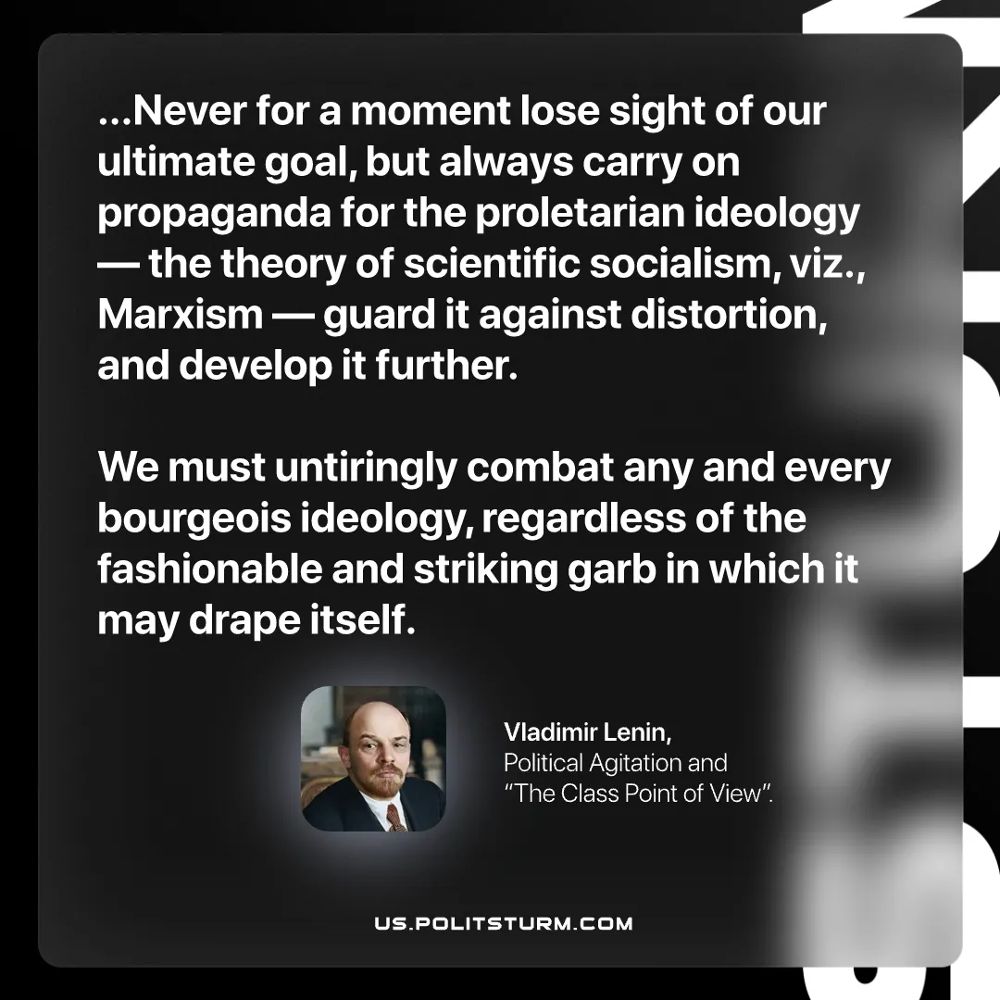 ...Never for a moment lose sight of our
ultimate goal, but always carry on
propaganda for the proletarian ideology
— the theory of scientific socialism, viz.,
Marxism — guard it against distortion,
and develop it further.
We must untiringly combat any and every
bourgeois ideology, regardless of the
fashionable and striking garb in which it
may drape itself.
Vladimir Lenin,
Political Agitation and
“The Class Point of View”.
US.POLITSTURM.COM